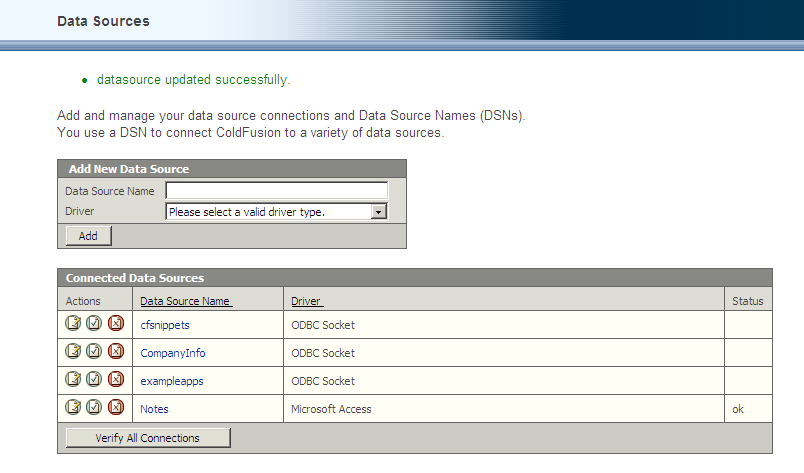 Data Sources
datasource updated successfully.
Add and manage your data source connections and Data Source Names (DSNs).
You use a DSN to connect ColdFusion to a variety of data sources.
Add New Data Source
Data Source Name
Driver Please select a valid driver type.
Add
Connected Data Sources
Actions Data Source Name Driver Status
cfsnippets ODBC Socket
CompanyInfo ODBC Socket
exampleapps ODBC Socket
Notes Microsoft Access ok
Verify All Connections